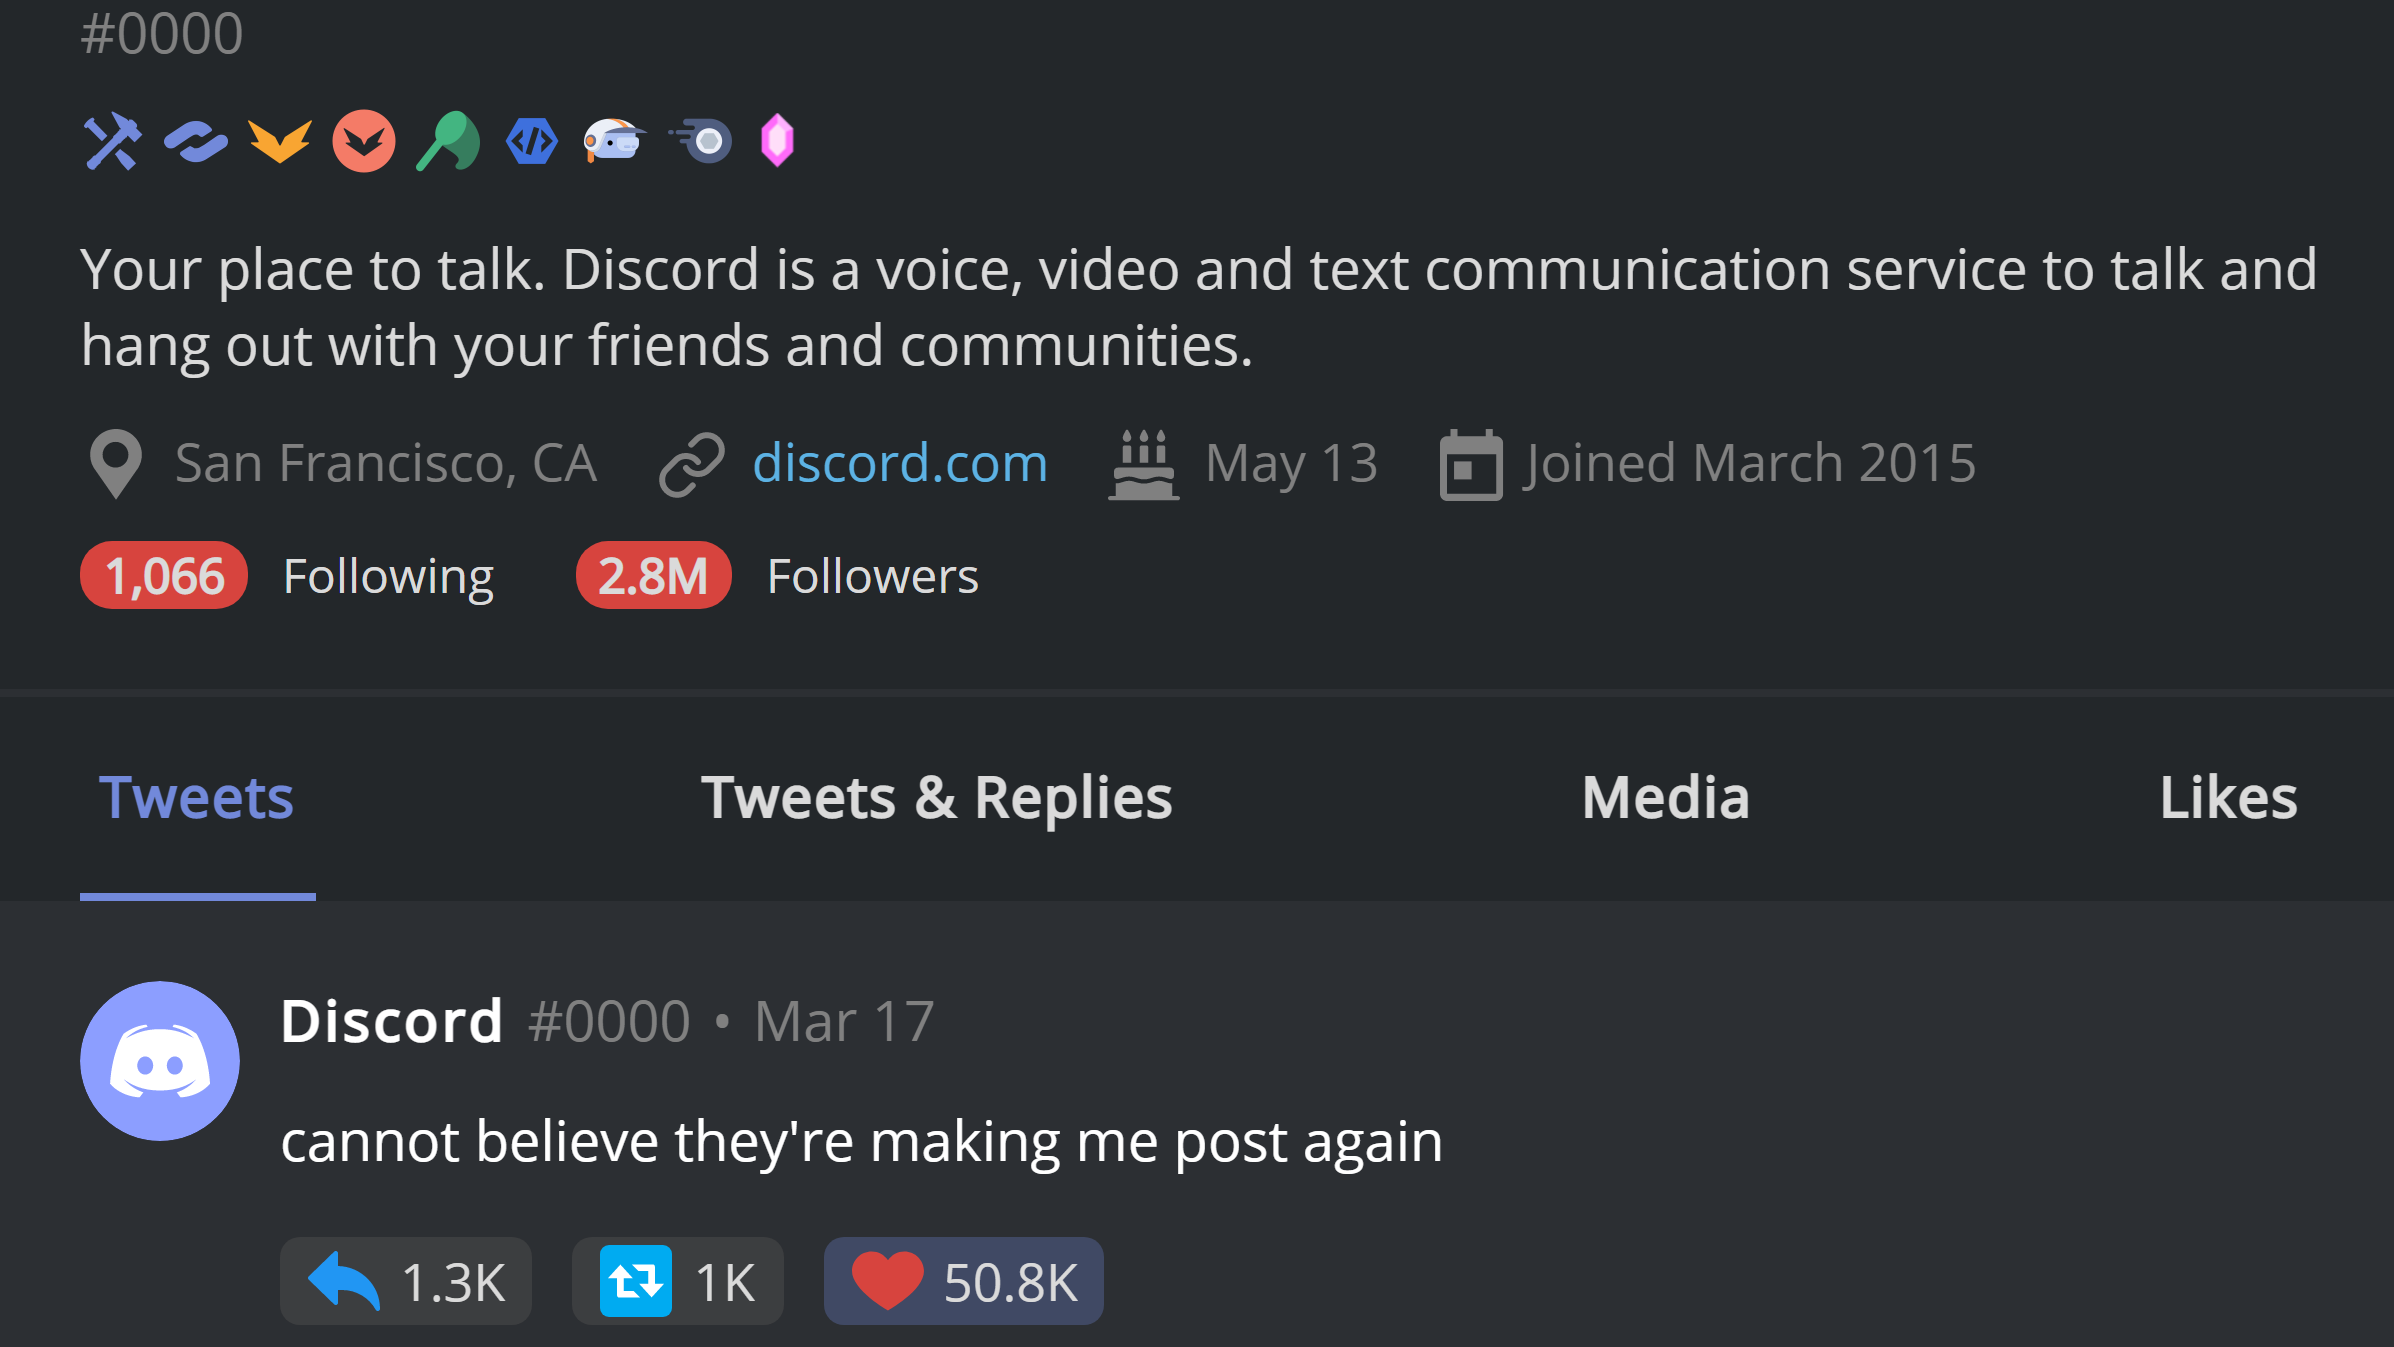 #0000
Your place to talk. Discord is a voice, video and text communication service to talk and
hang out with your friends and communities.
San Francisco, CA discord.com May 13 Joined March 2015
1,066 Following 2.8M Followers
Tweets Tweets & Replies Media Likes
Discord #0000 • Mar 17
cannot believe they're making me post again
1.3K 1K 50.8K